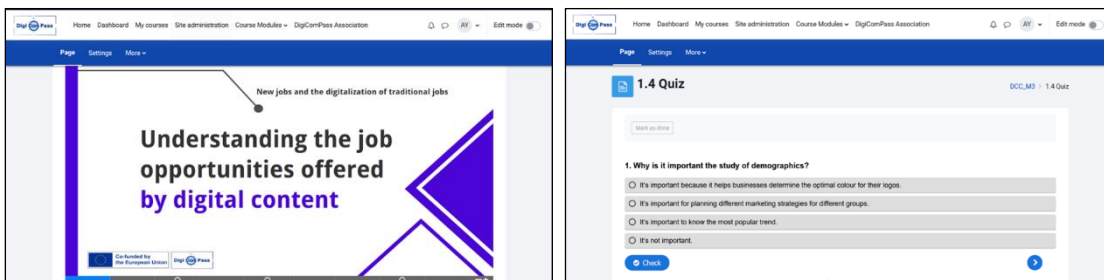 Digi Com Pass
Home Dashboard My courses Site administration Course Modules DigiComPass Association
AY
Edit mode
Page Settings More
New jobs and the digitalization of traditional jobs
Understanding the job
opportunities offered
by digital content
Co-funded by
the European Union
Digi Com Pass
Digi Com Pass
Home Dashboard My courses Site administration Course Modules DigiComPass Association
AY
Edit mode
Page Settings More
1.4 Quiz
DCC_M3 > 1.4 Quiz
Mark as done
1. Why is it important the study of demographics?
It's important because it helps businesses determine the optimal colour for their logos.
It's important for planning different marketing strategies for different groups.
It's important to know the most popular trend.
It's not important.
Check